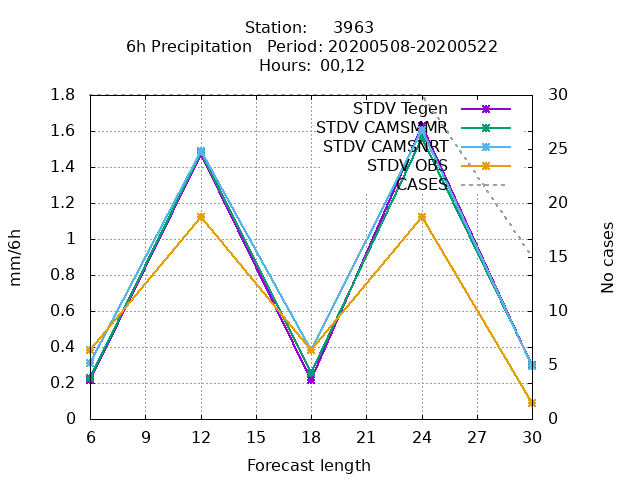 Station: 3963
6h Precipitation Period: 20200508-20200522
Hours: 00,12
STDV Tegen
STDV CAMSMMR
STDV CAMSNRT
STDV OBS
CASES
mm/6h
1.8
1.6
1.4
1.2
1
0.8
0.6
0.4
0.2
0
No cases
30
25
20
15
10
5
0
6 9 12 15 18 21 24 27 30
Forecast length